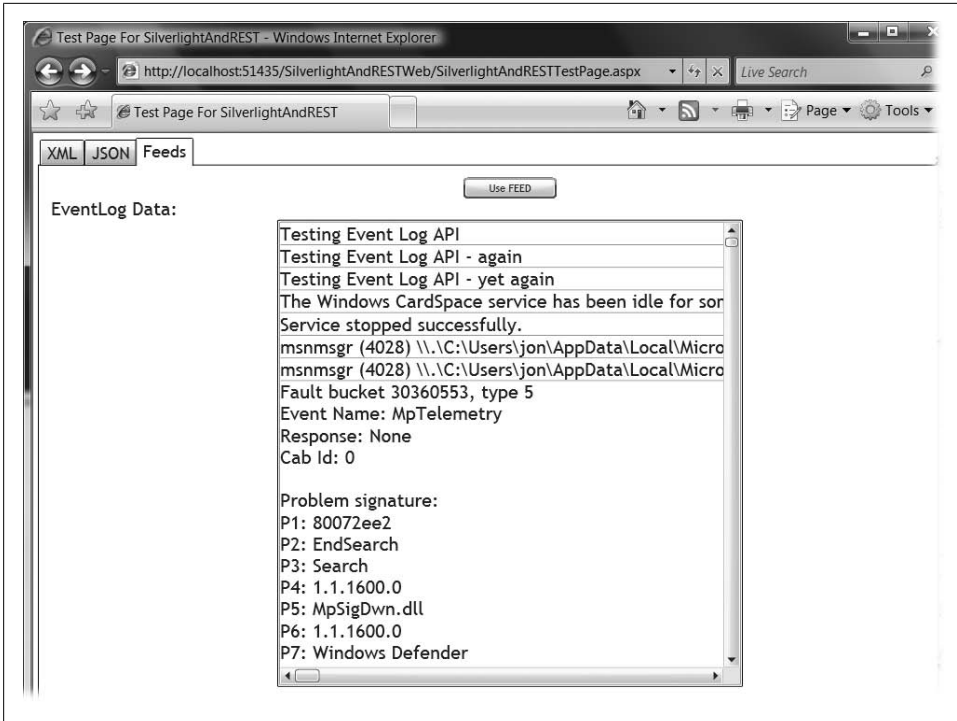 Test Page For SilverlightAndREST - Windows Internet Explorer
http://localhost:51435/SilverlightAndRESTWeb/SilverlightAndRESTTestPage.aspx
Live Search
Test Page For SilverlightAndREST
Page
Tools
XML JSON Feeds
Use FEED
EventLog Data:
Testing Event Log API
Testing Event Log API - again
Testing Event Log API - yet again
The Windows CardSpace service has been idle for sor
Service stopped successfully.
msnmsgr (4028) \\.\C:\Users\jon\AppData\Local\Micro
msnmsgr (4028) \\.\C:\Users\jon\AppData\Local\Micro
Fault bucket 30360553, type 5
Event Name: MpTelemetry
Response: None
Cab Id: 0
Problem signature:
P1: 80072ee2
P2: EndSearch
P3: Search
P4: 1.1.1600.0
P5: MpSigDwn.dll
P6: 1.1.1600.0
P7: Windows Defender